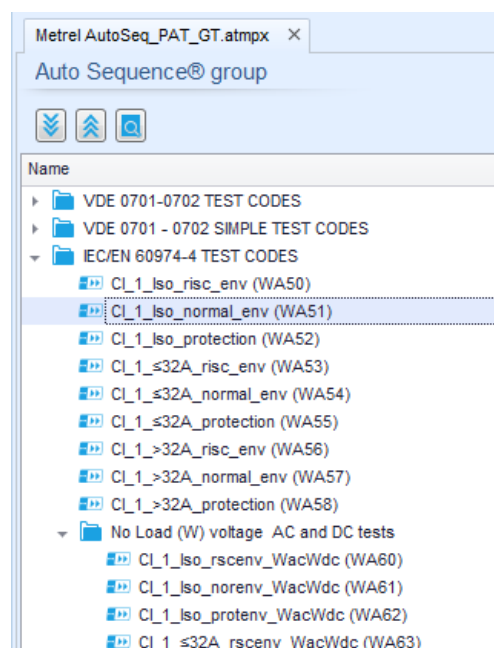 Metrel AutoSeq_PAT_GT.atmpx ×
Auto Sequence® group
Name
VDE 0701-0702 TEST CODES
VDE 0701 - 0702 SIMPLE TEST CODES
IEC/EN 60974-4 TEST CODES
Cl_1_Iso_risc_env (WA50)
Cl_1_Iso_normal_env (WA51)
Cl_1_Iso_protection (WA52)
Cl_1_≤32A_risc_env (WA53)
Cl_1_≤32A_normal_env (WA54)
Cl_1_≤32A_protection (WA55)
Cl_1_>32A_risc_env (WA56)
Cl_1_>32A_normal_env (WA57)
Cl_1_>32A_protection (WA58)
No Load (W) voltage AC and DC tests
Cl_1_Iso_rscenv_WacWdc (WA60)
Cl_1_Iso_norenv_WacWdc (WA61)
Cl_1_Iso_protenv_WacWdc (WA62)
Cl_1_≤32A_rscenv_WacWdc (WA63)